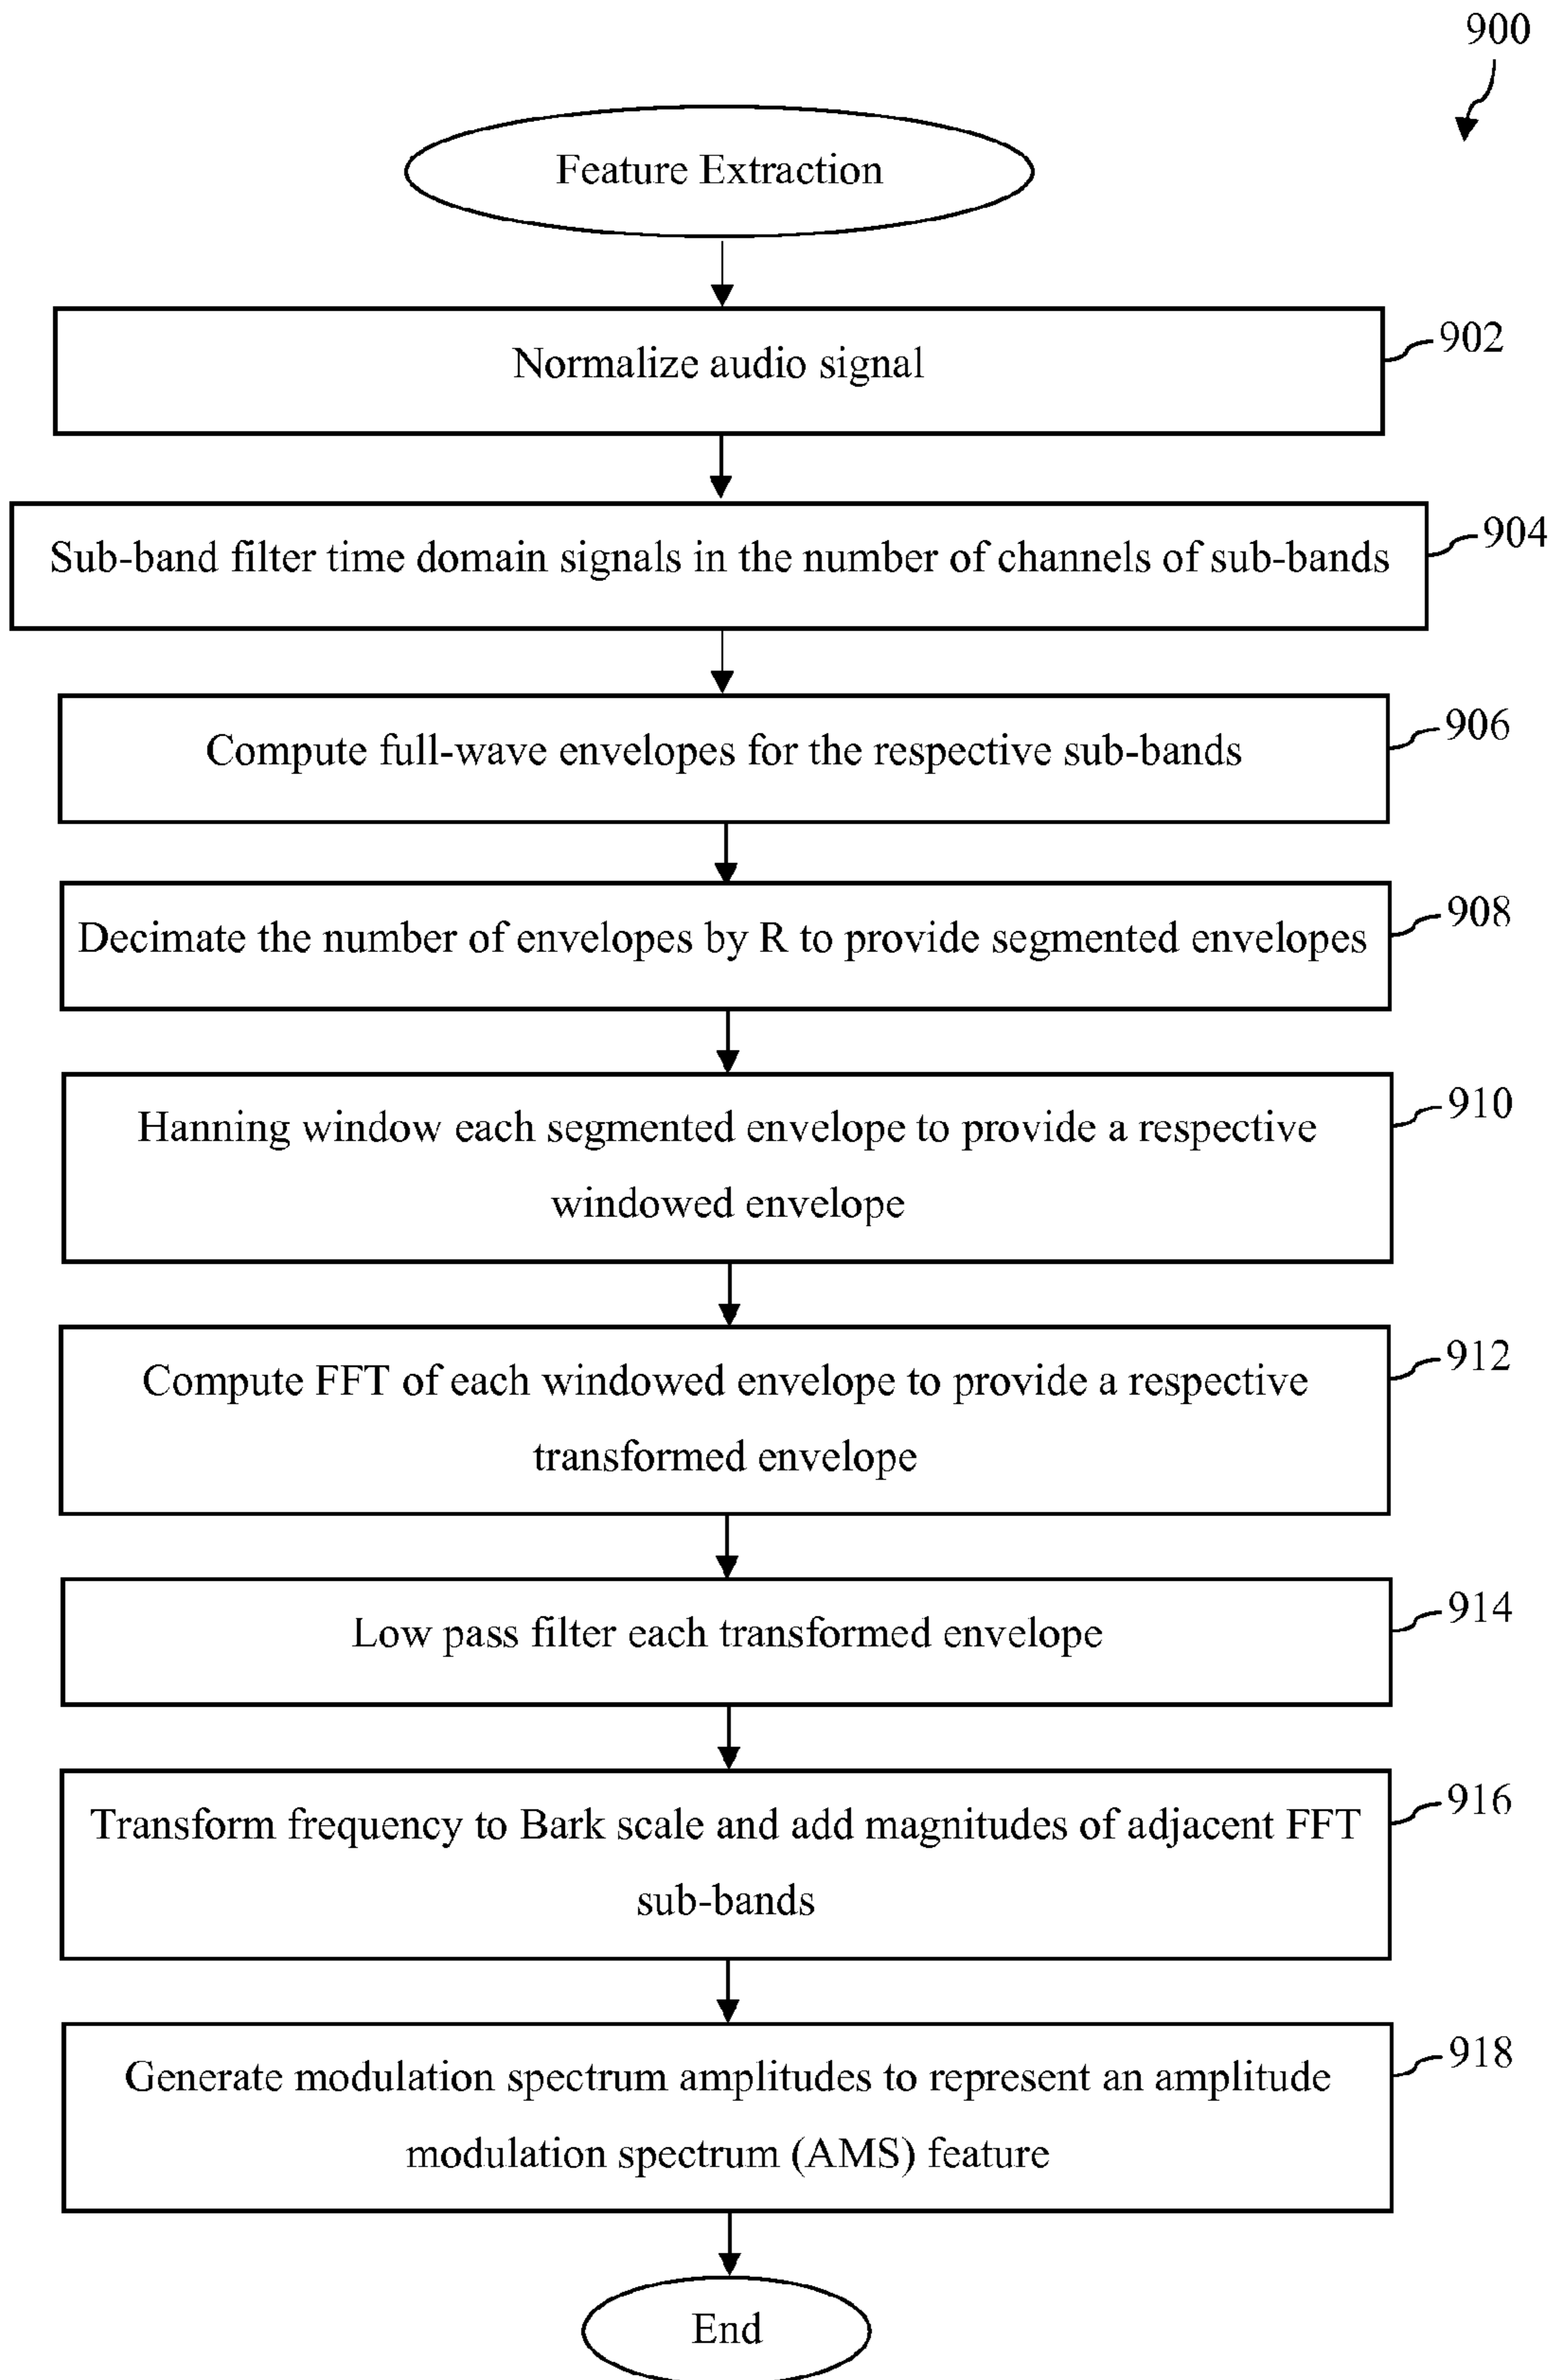 900
Feature Extraction
Normalize audio signal
902
Sub-band filter time domain signals in the number of channels of sub-bands
904
Compute full-wave envelopes for the respective sub-bands
906
Decimate the number of envelopes by R to provide segmented envelopes
908
Hanning window each segmented envelope to provide a respective
windowed envelope
910
Compute FFT of each windowed envelope to provide a respective
transformed envelope
912
Low pass filter each transformed envelope
914
Transform frequency to Bark scale and add magnitudes of adjacent FFT
sub-bands
916
Generate modulation spectrum amplitudes to represent an amplitude
modulation spectrum (AMS) feature
918
End